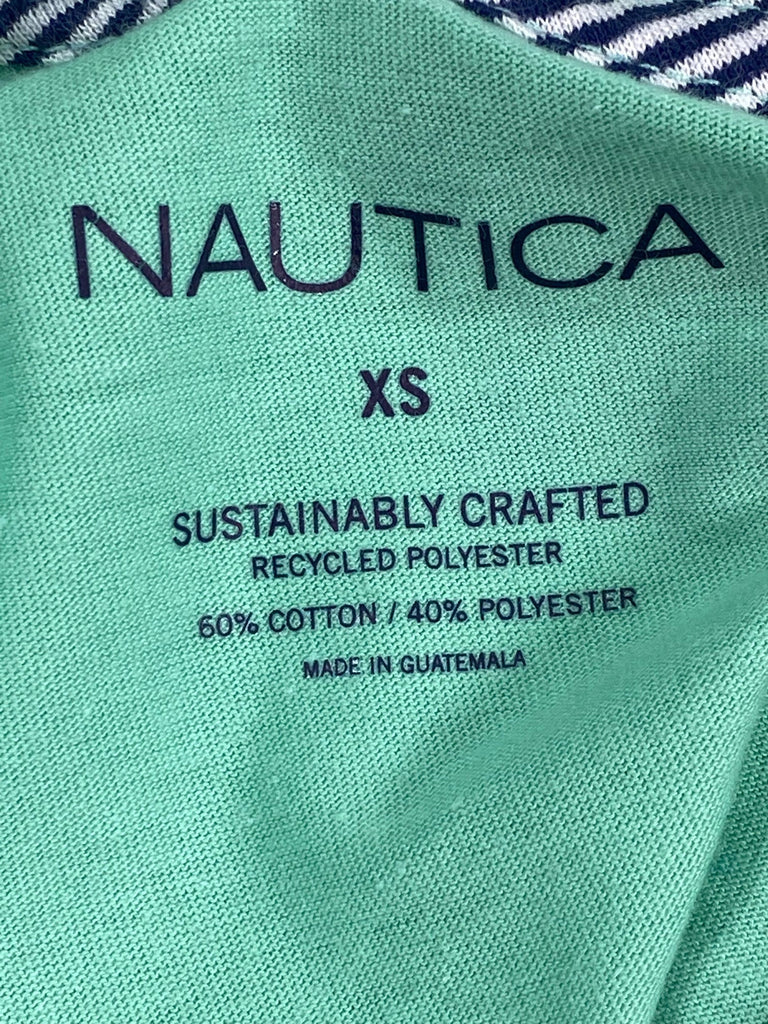 NAUTICA
XS
SUSTAINABLY CRAFTED
RECYCLED POLYESTER
60% COTTON / 40% POLYESTER
MADE IN GUATEMALA